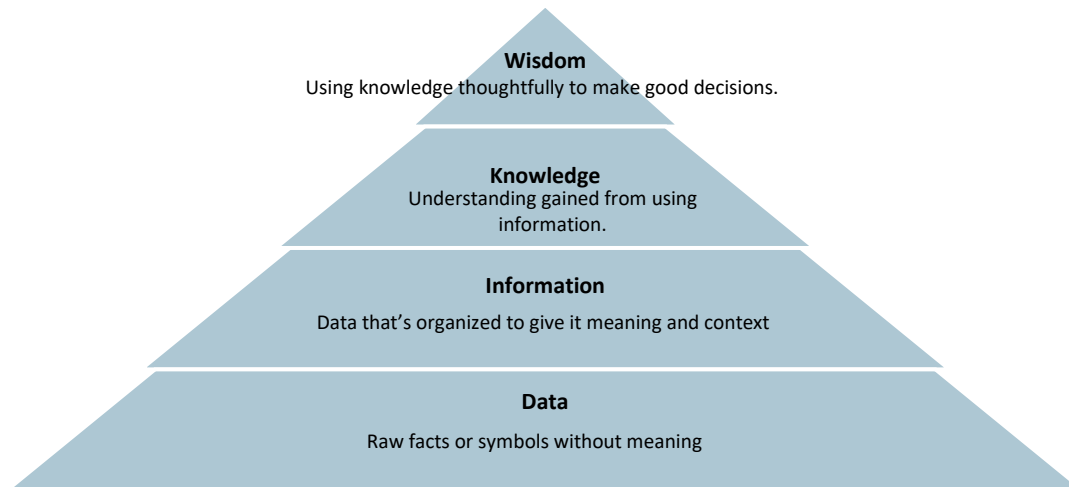 Wisdom
Using knowledge thoughtfully to make good decisions.
Knowledge
Understanding gained from using
information.
Information
Data that’s organized to give it meaning and context
Data
Raw facts or symbols without meaning